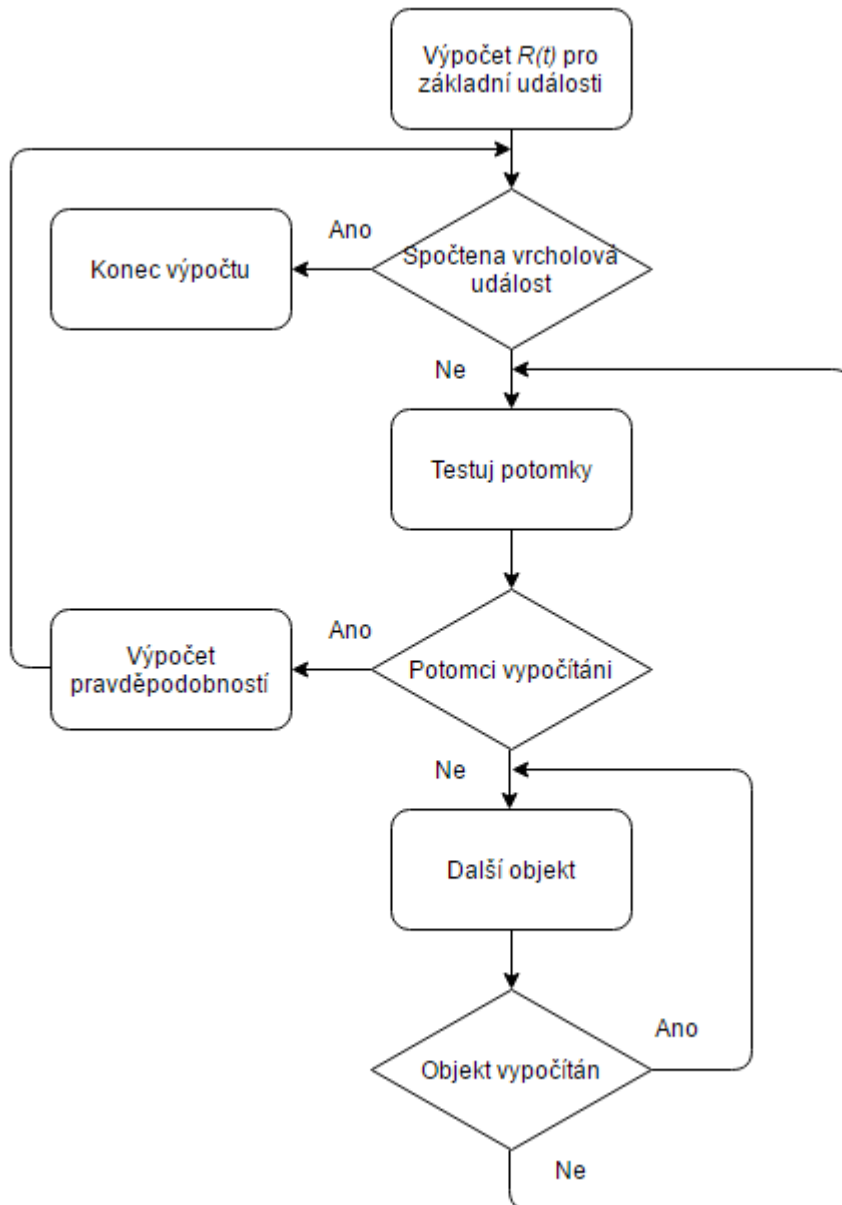 Výpočet R(t) pro
základní události
Ano
Spočtena vrcholová
událost
Konec výpočtu
Ne
Testuj potomky
Ano
Potomci vypočítáni
Výpočet
pravděpodobností
Ne
Další objekt
Ano
Objekt vypočítán
Ne